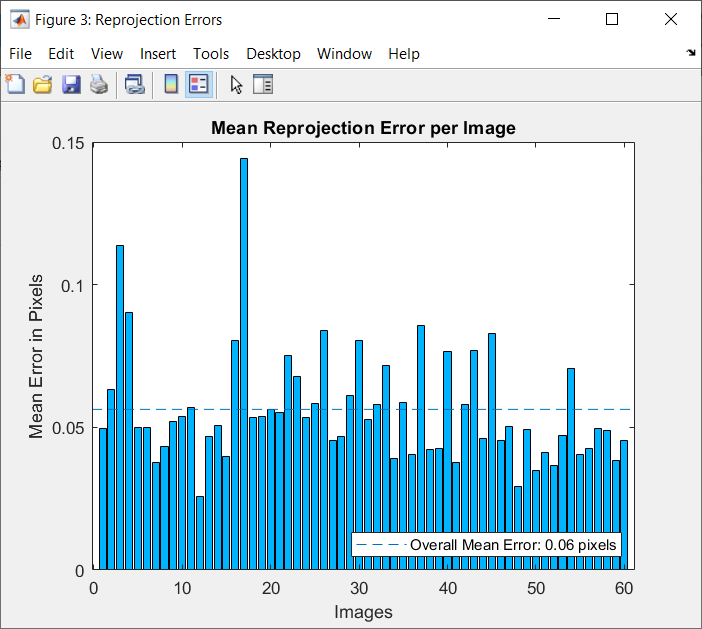 Figure 3: Reprojection Errors
File Edit View Insert Tools Desktop Window Help
Mean Reprojection Error per Image
0.15
0.1
0.05
0
Mean Error in Pixels
Overall Mean Error: 0.06 pixels
0 10 20 30 40 50 60
Images